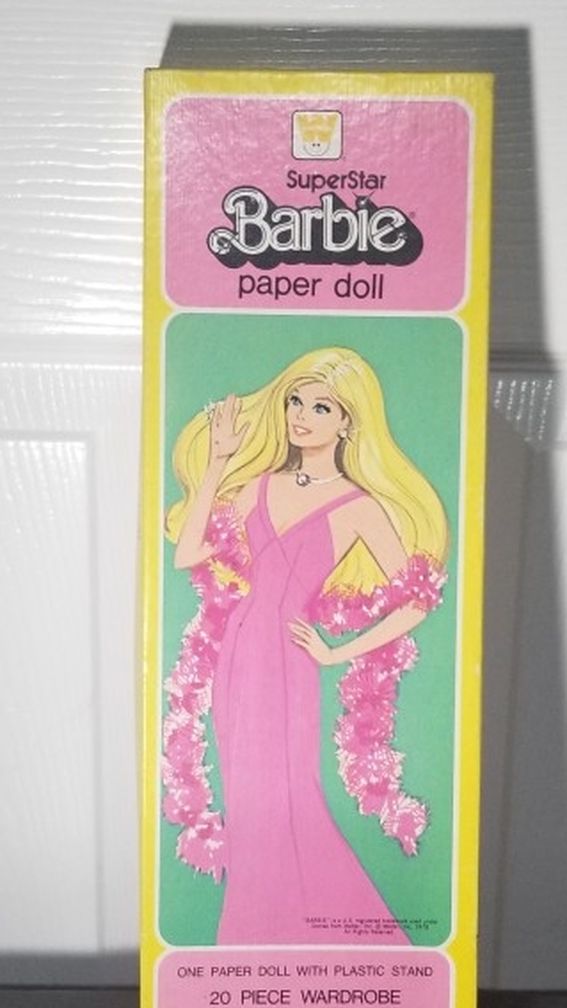 SuperStar
Barbie®
paper doll
ONE PAPER DOLL WITH PLASTIC STAND
20 PIECE WARDROBE